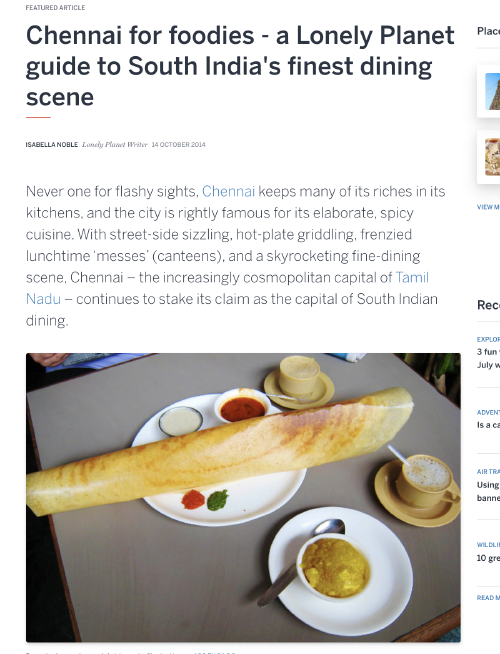 FEATURED ARTICLE
Chennai for foodies - a Lonely Planet
guide to South India's finest dining
scene
ISABELLA NOBLE Lonely Planet Writer 14 OCTOBER 2014
Never one for flashy sights, Chennai keeps many of its riches in its
kitchens, and the city is rightly famous for its elaborate, spicy
cuisine. With street-side sizzling, hot-plate griddling, frenzied
lunchtime 'messes' (canteens), and a skyrocketing fine-dining
scene, Chennai – the increasingly cosmopolitan capital of Tamil
Nadu – continues to stake its claim as the capital of South Indian
dining.
Place
VIEW M
Rece
EXPLOR
3 fun
July w
ADVENT
Is a ca
AIR TRA
Using
banne
WILDLI
10 gre
READ M